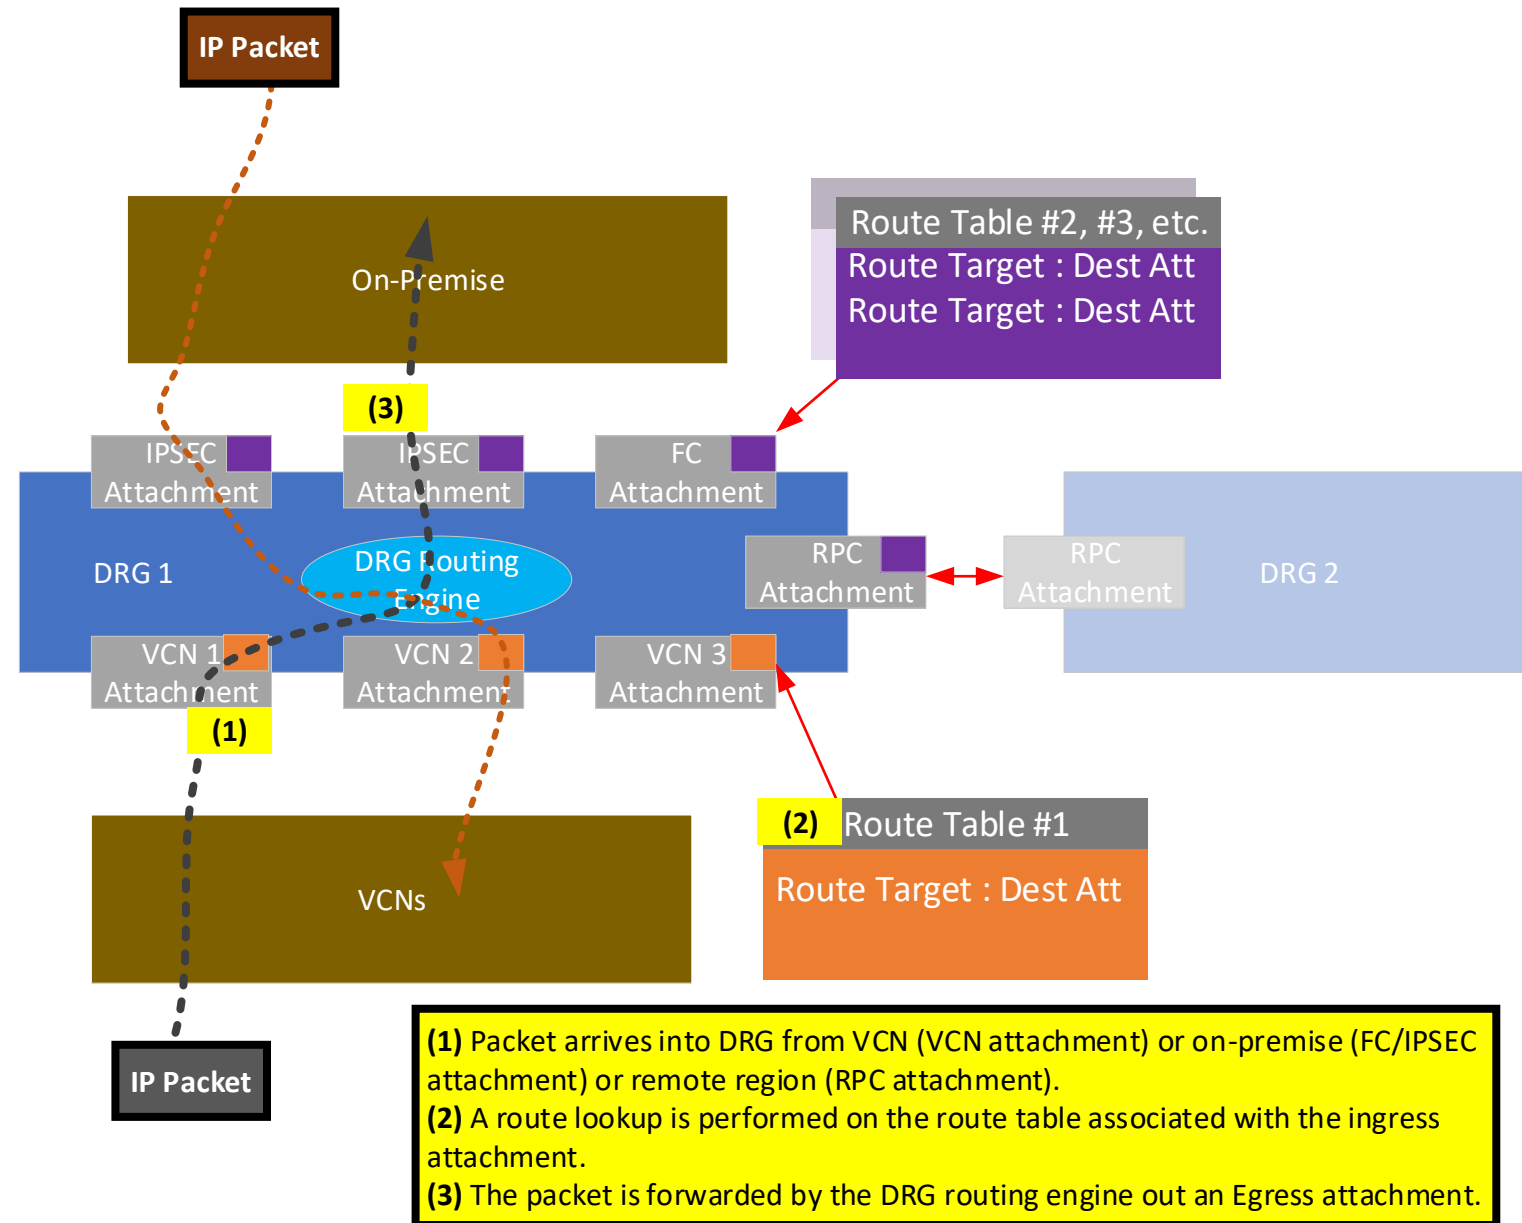 IP Packet
On-Premise
Route Table #2, #3, etc.
Route Target : Dest Att
Route Target : Dest Att
(3)
IPSEC
Attachment
IPSEC
Attachment
FC
Attachment
DRG 1
DRG Routing
Engine
RPC
Attachment
RPC
Attachment
DRG 2
VCN 1
Attachment
VCN 2
Attachment
VCN 3
Attachment
(1)
(2)
Route Table #1
Route Target : Dest Att
VCNs
IP Packet
(1) Packet arrives into DRG from VCN (VCN attachment) or on-premise (FC/IPSEC
attachment) or remote region (RPC attachment).
(2) A route lookup is performed on the route table associated with the ingress
attachment.
(3) The packet is forwarded by the DRG routing engine out an Egress attachment.